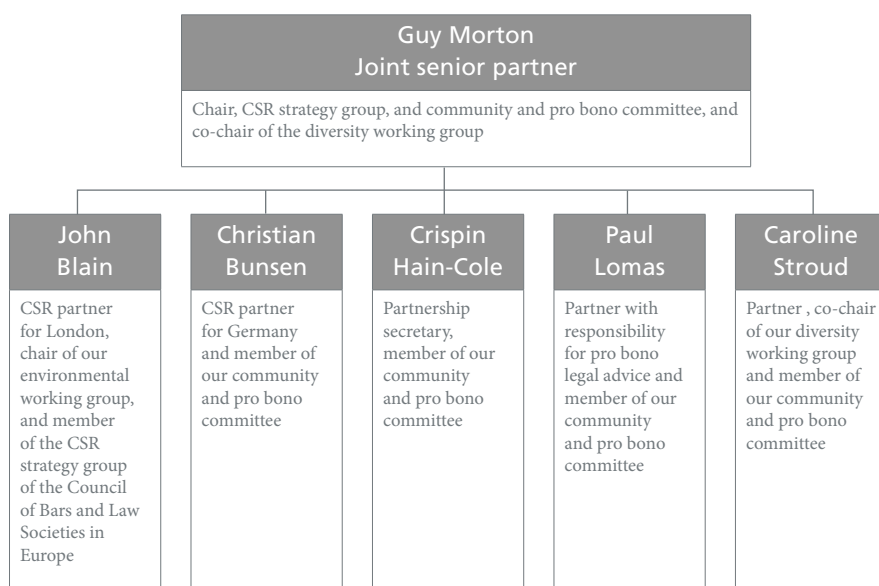 Guy Morton
Joint senior partner
Chair, CSR strategy group, and community and pro bono committee, and
co-chair of the diversity working group
John
Blain
CSR partner
for London,
chair of our
environmental
working group,
and member
of the CSR
strategy group
of the Council
of Bars and Law
Societies in
Europe
Christian
Bunsen
CSR partner
for Germany
and member of
our community
and pro bono
committee
Crispin
Hain-Cole
Partnership
secretary,
member of our
community
and pro bono
committee
Paul
Lomas
Partner with
responsibility
for pro bono
legal advice and
member of our
community
and pro bono
committee
Caroline
Stroud
Partner , co-chair
of our diversity
working group
and member of
our community
and pro bono
committee